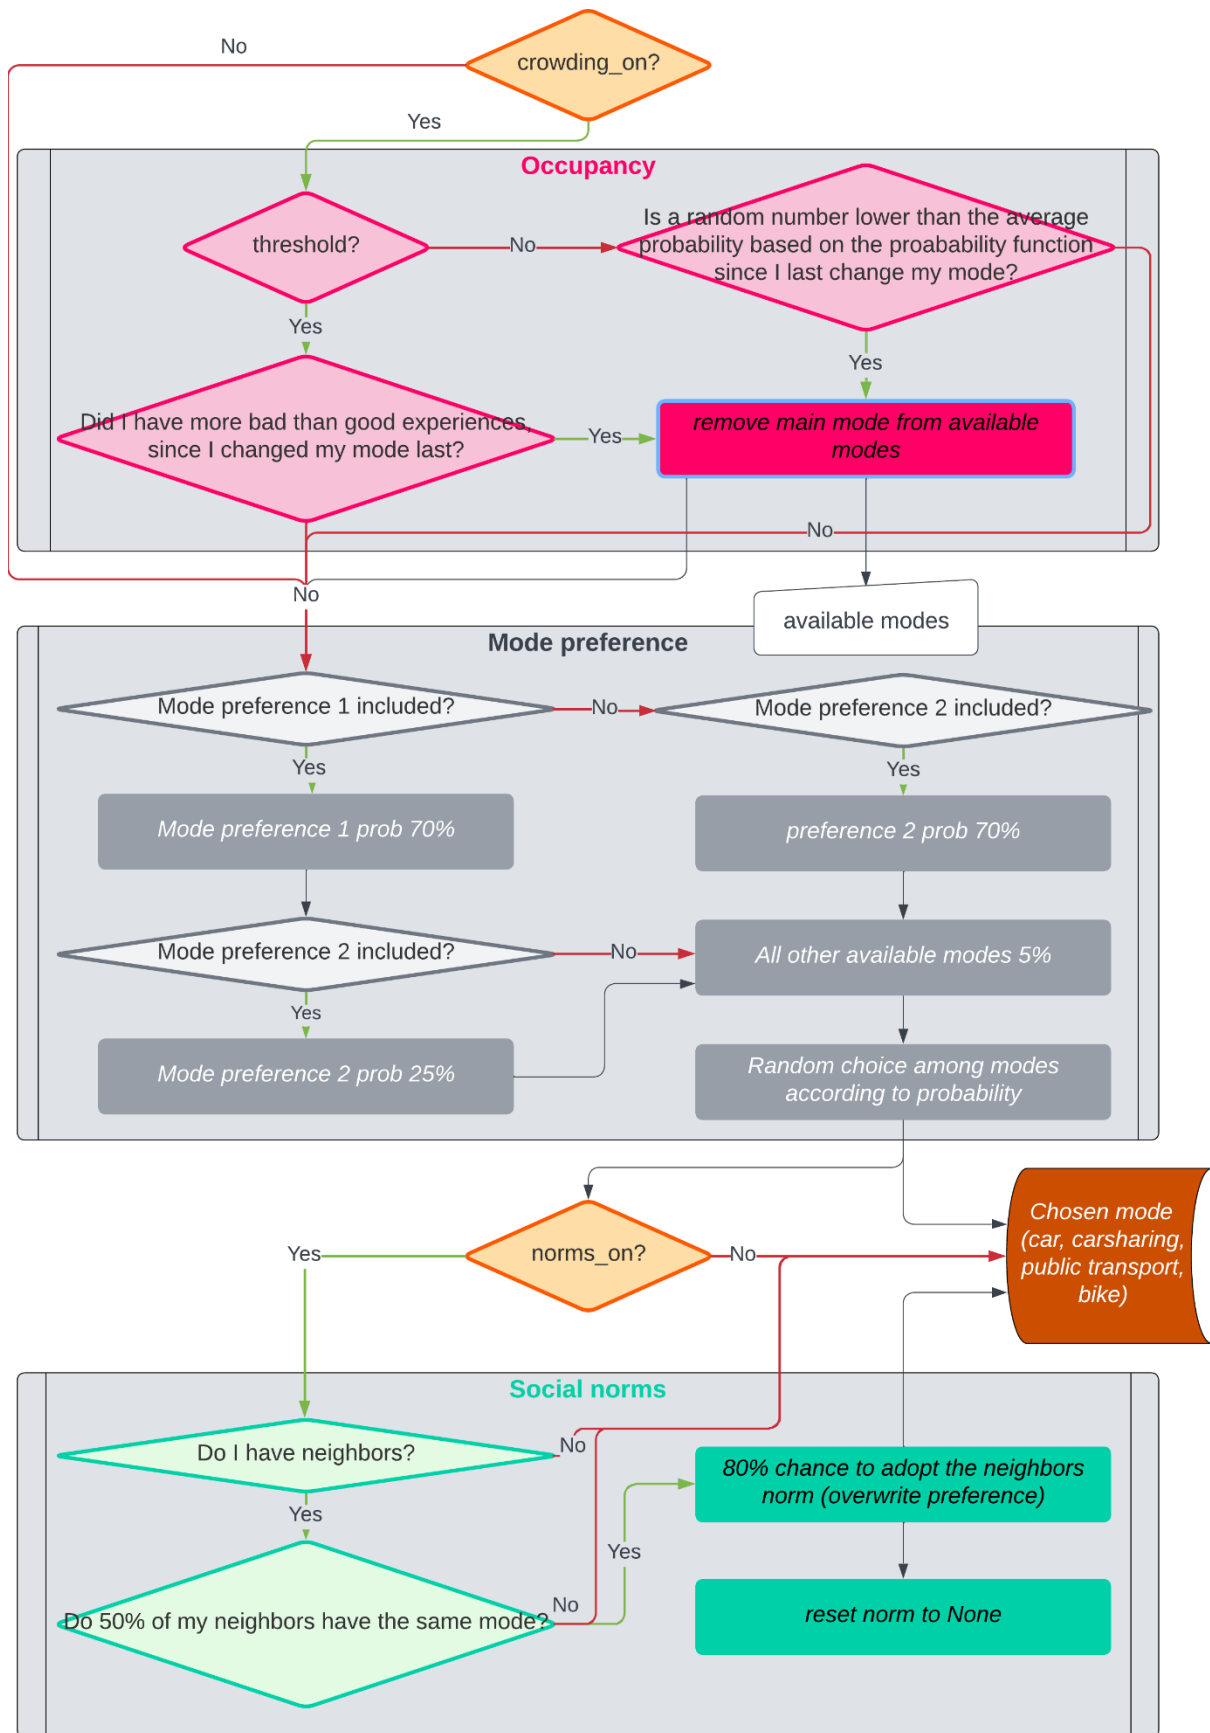 No
crowding_on?
Yes
Occupancy
threshold?
No
Is a random number lower than the average
probability based on the proabability function
since I last change my mode?
Yes
Yes
Did I have more bad than good experiences,
since I changed my mode last?
Yes
remove main mode from available
modes
No
No
available modes
Mode preference
Mode preference 1 included?
No
Mode preference 2 included?
Yes
Yes
Mode preference 1 prob 70%
preference 2 prob 70%
Mode preference 2 included?
No
All other available modes 5%
Yes
Mode preference 2 prob 25%
Random choice among modes
according to probability
Chosen mode
(car, carsharing,
public transport,
bike)
Yes
norms_on?
No
Social norms
Do I have neighbors?
No
80% chance to adopt the neighbors
norm (overwrite preference)
Yes
Yes
Do 50% of my neighbors have the same mode?
No
reset norm to None